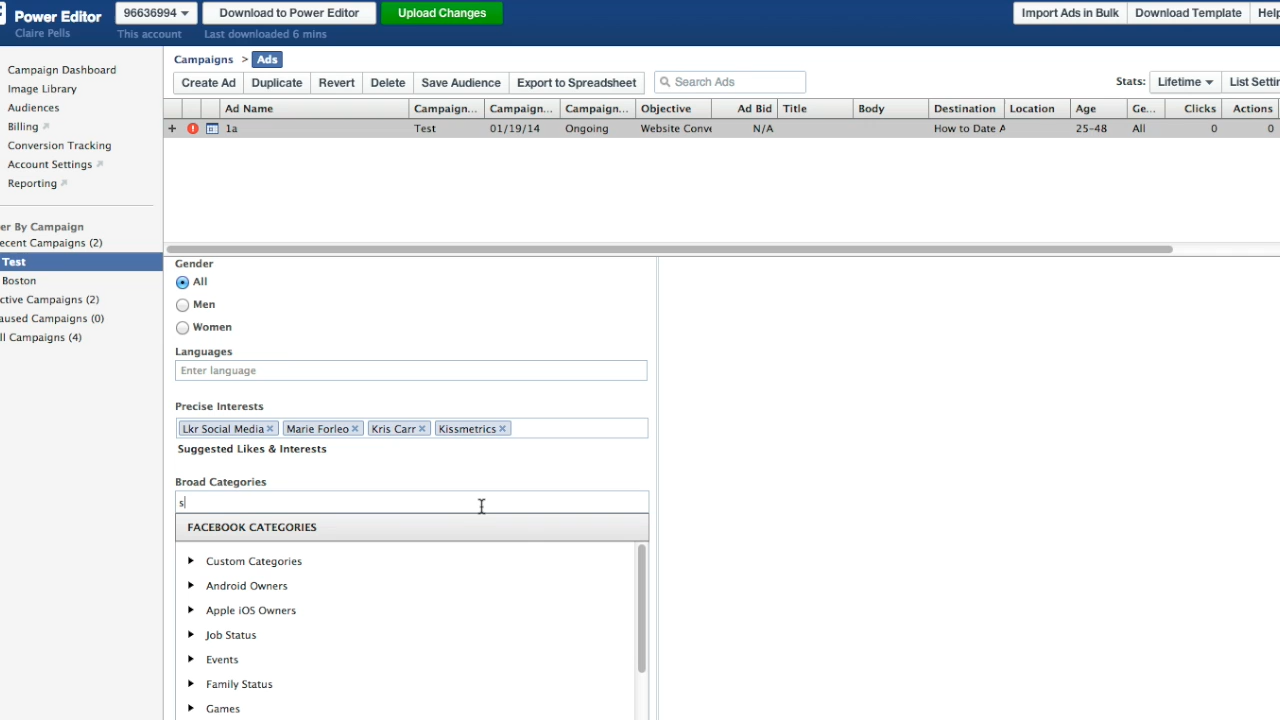 Power Editor 96636994 Download to Power Editor Upload Changes Import Ads in Bulk Download Template Help
Claire Pells This account Last downloaded 6 mins
Campaigns > Ads
Campaign Dashboard
Image Library
Audiences
Billing
Conversion Tracking
Account Settings
Reporting
er By Campaign
ecent Campaigns (2)
Test
Boston
ctive Campaigns (2)
aused Campaigns (0)
ll Campaigns (4)
Create Ad Duplicate Revert Delete Save Audience Export to Spreadsheet Search Ads Stats: Lifetime List Settin
Ad Name Campaign... Campaign... Campaign... Objective Ad Bid Title Body Destination Location Age Ge... Clicks Actions
1a Test 01/19/14 Ongoing Website Conve N/A How to Date A 25-48 All 0 0
Gender
All
Men
Women
Languages
Enter language
Precise Interests
Lkr Social Media × Marie Forleo × Kris Carr × Kissmetrics ×
Suggested Likes & Interests
Broad Categories
s
FACEBOOK CATEGORIES
Custom Categories
Android Owners
Apple iOS Owners
Job Status
Events
Family Status
Games